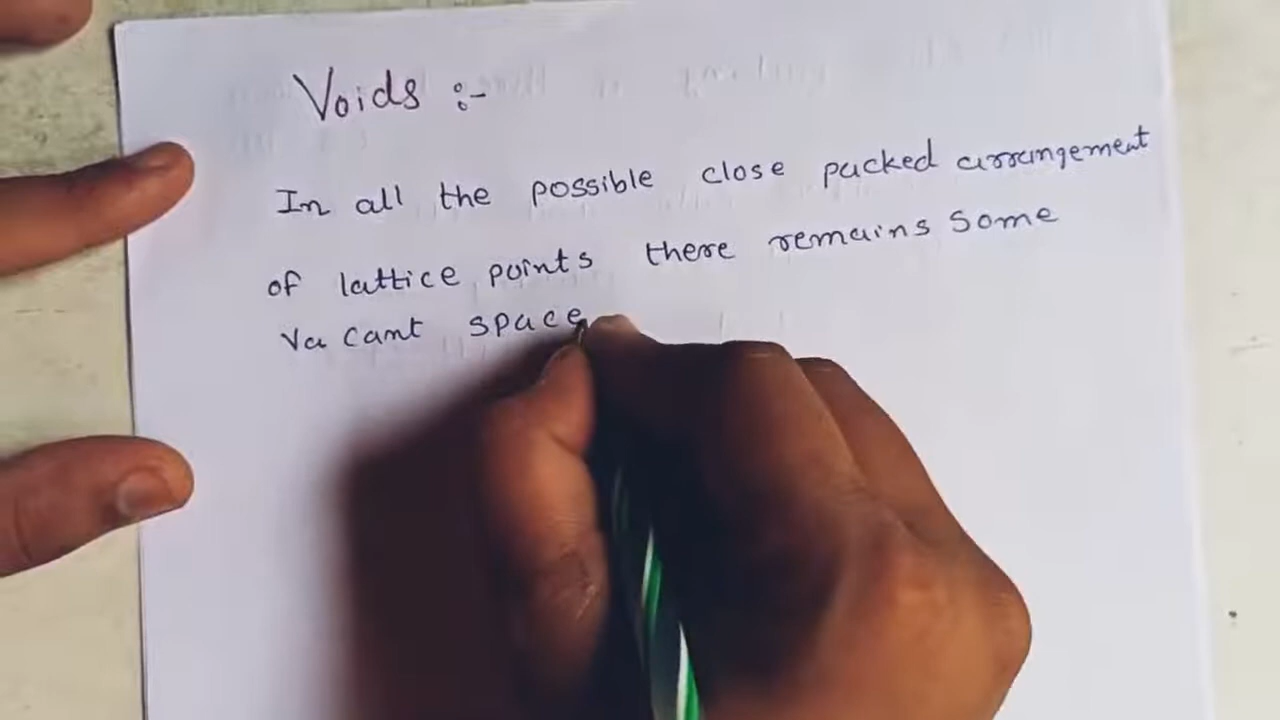 Voids :-
In all the possible close packed arrangement
of lattice points there remains some
Vacant space